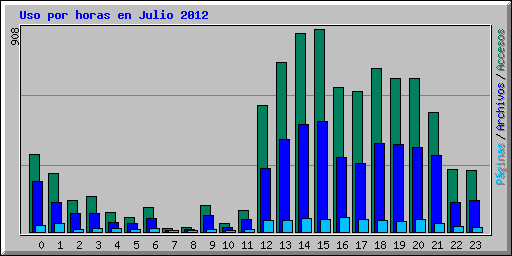 Uso por horas en Julio 2012
908
Páginas / Archivos / Accesos
0 1 2 3 4 5 6 7 8 9 10 11 12 13 14 15 16 17 18 19 20 21 22 23